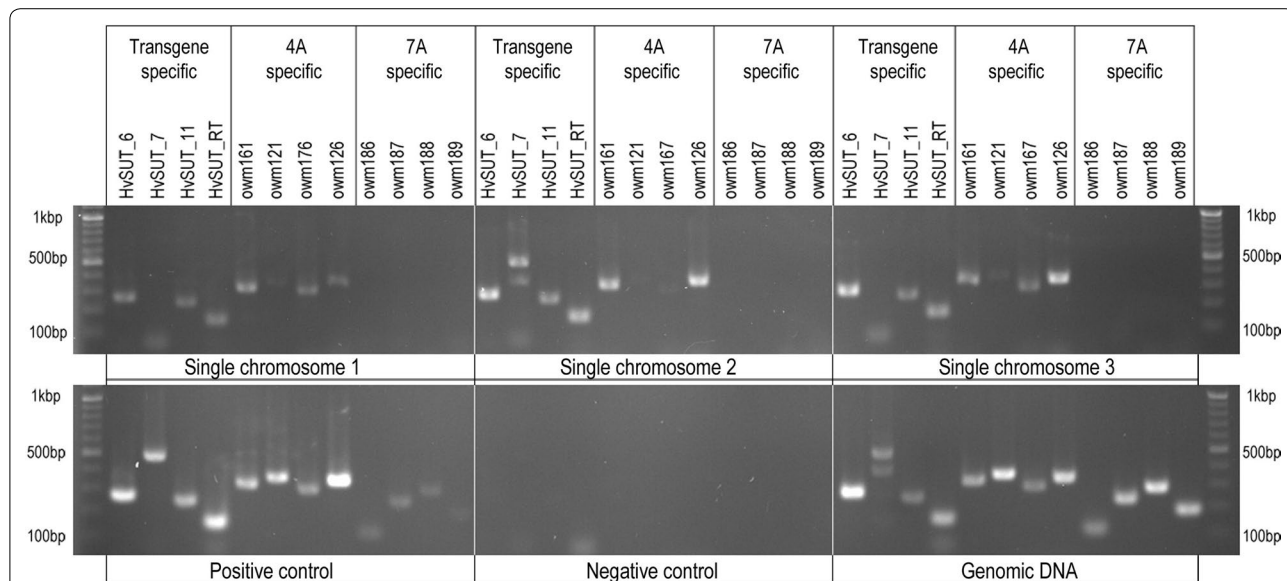 Transgene specific
4A specific
7A specific
Transgene specific
4A specific
7A specific
Transgene specific
4A specific
7A specific
HvSUT_6
HvSUT_7
HvSUT_11
HvSUT_RT
owm161
owm121
owm176
owm126
owm186
owm187
owm188
owm189
HvSUT_6
HvSUT_7
HvSUT_11
HvSUT_RT
owm161
owm121
owm167
owm126
owm186
owm187
owm188
owm189
HvSUT_6
HvSUT_7
HvSUT_11
HvSUT_RT
owm161
owm121
owm167
owm126
owm186
owm187
owm188
owm189
1kbp
500bp
100bp
1kbp
500bp
100bp
Single chromosome 1
Single chromosome 2
Single chromosome 3
1kbp
500bp
100bp
1kbp
500bp
100bp
Positive control
Negative control
Genomic DNA